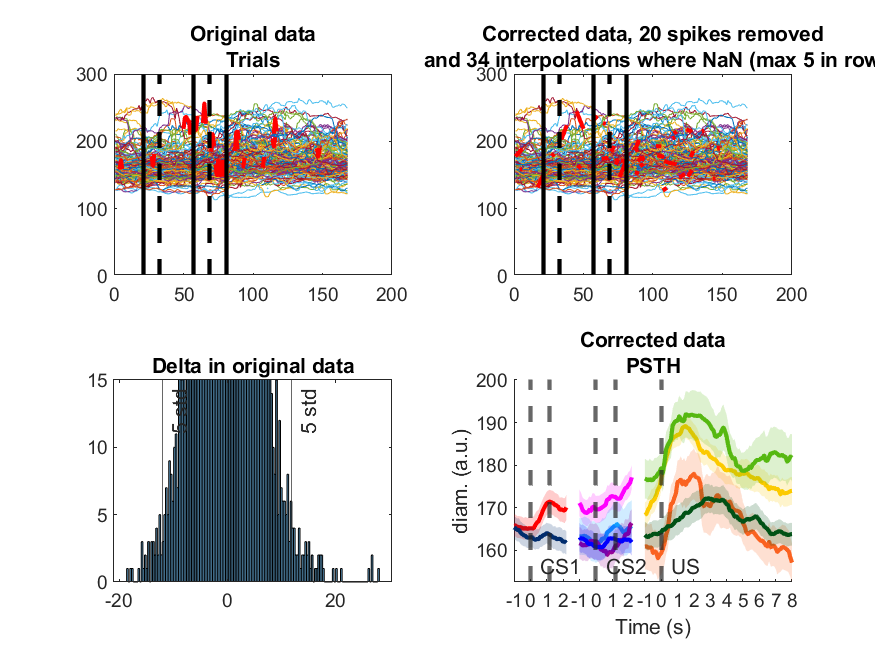 Original data
Trials
300
200
100
0
0
50
100
150
200
Corrected data, 20 spikes removed
and 34 interpolations where NaN (max 5 in row
300
200
100
0
0
50
100
150
200
Delta in original data
15
10
5
0
-20
0
20
5 std
5 std
Corrected data
PSTH
diam. (a.u.)
200
190
180
170
160
CS1
CS2
US
-1 0 1 2 -1 0 1 2 -1 0 1 2 3 4 5 6 7 8
Time (s)